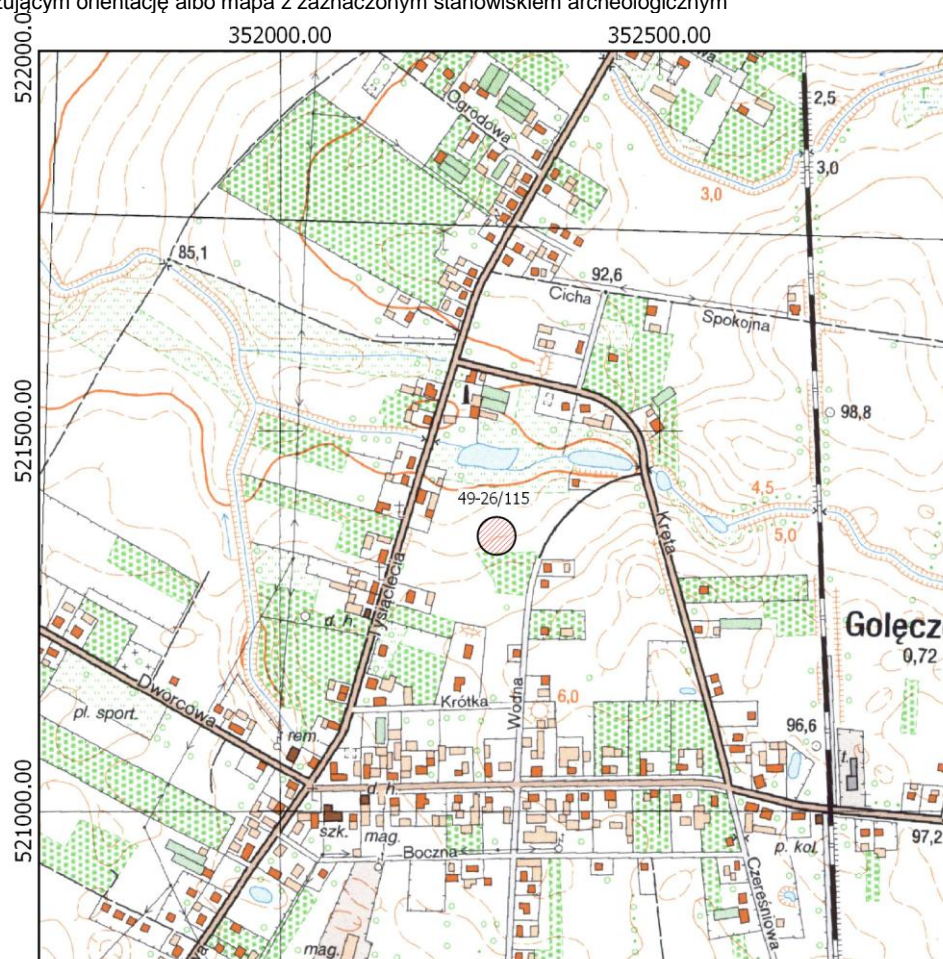 ującym orientację albo mapa z zaznaczonym stanowiskiem archeologicznym
352000.00
352500.00
522000.00
Ogrodowa
2,5
3,0
3,0
85,1
92,6
Cicha
Spokojna
521500.00
98,8
49-26/115
4,5
5,0
Kręta
Tysiąclecia
d. h.
Golęcz
0,72
Dworcowa
pl. sport.
Krótka
Wodna
6,0
rem.
96,6
t.
521000.00
d. h.
szk.
mag.
Boczna
p. kol.
97,2
Czereśniowa
wa
mag.